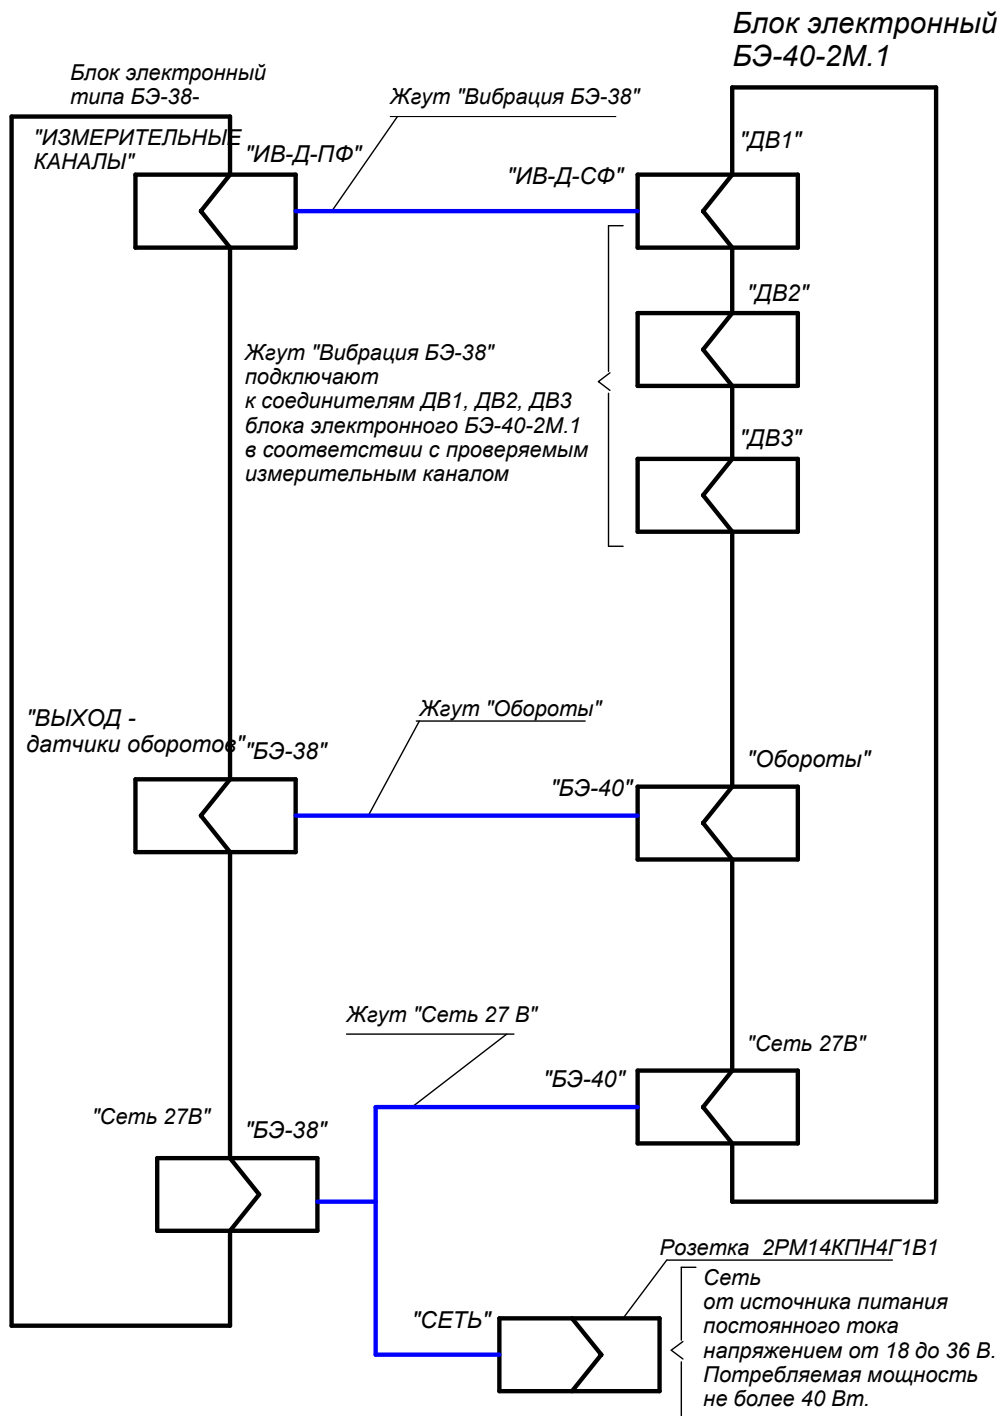 Блок электронный
БЭ-40-2М.1
Блок электронный
типа БЭ-38-
Жгут "Вибрация БЭ-38"
"ИЗМЕРИТЕЛЬНЫЕ
КАНАЛЫ"
"ИВ-Д-ПФ"
"ИВ-Д-СФ"
"ДВ1"
"ДВ2"
Жгут "Вибрация БЭ-38"
подключают
к соединителям ДВ1, ДВ2, ДВ3
блока электронного БЭ-40-2М.1
в соответствии с проверяемым
измерительным каналом
"ДВ3"
"ВЫХОД -
датчики оборотов"
"БЭ-38"
Жгут "Обороты"
"БЭ-40"
"Обороты"
Жгут "Сеть 27 В"
"Сеть 27В"
"БЭ-40"
"Сеть 27В"
"БЭ-38"
Розетка 2РМ14КПН4Г1В1
"СЕТЬ"
Сеть
от источника питания
постоянного тока
напряжением от 18 до 36 В.
Потребляемая мощность
не более 40 Вт.